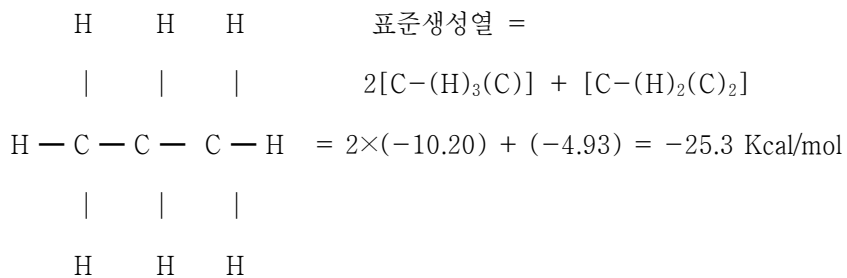 H H H 표준생성열 =
| | | 2[C-(H)₃(C)] + [C-(H)₂(C)₂]
H — C — C — C — H = 2×(-10.20) + (-4.93) = -25.3 Kcal/mol
| | |
H H H